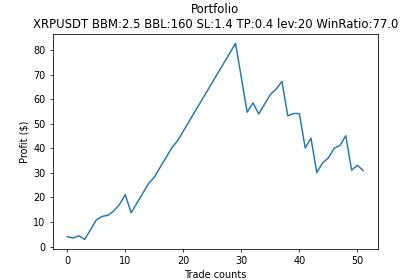 Portfolio
XRPUSDT BBM:2.5 BBL:160 SL:1.4 TP:0.4 lev:20 WinRatio:77.0
Profit ($)
80
70
60
50
40
30
20
10
0
0 10 20 30 40 50
Trade counts